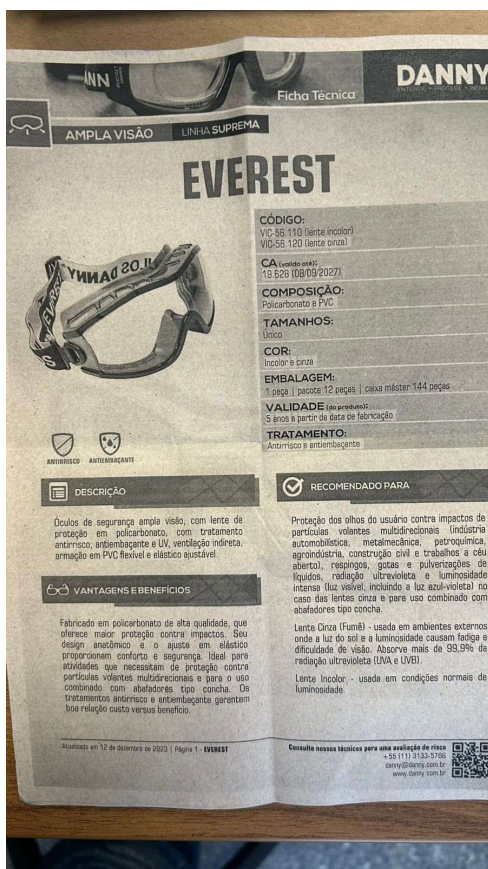 Ficha Técnica
DANNY
AMPLA VISÃO
LINHA SUPREMA
EVEREST
CÓDIGO:
VIC-56.110 (lente incolor)
VIC-56.120 (lente cinza)
CA (valido até):
19.628 (08/09/2027)
COMPOSIÇÃO:
Policarbonato e PVC
TAMANHOS:
Único
COR:
Incolor e cinza
EMBALAGEM:
1 peça | pacote 12 peças | caixa máster 144 peças
VALIDADE (do produto):
5 anos a partir da data de fabricação
TRATAMENTO:
Antirrisco e antiembaçante
ANTIRRISCO
ANTIEMBAÇANTE
DESCRIÇÃO
Óculos de segurança ampla visão, com lente de
proteção em policarbonato, com tratamento
antirrisco, antiembaçante e UV, ventilação indireta,
armação em PVC flexível e elástico ajustável.
VANTAGENS E BENEFÍCIOS
Fabricado em policarbonato de alta qualidade, que
oferece maior proteção contra impactos. Seu
design anatômico e o ajuste em elástico
proporcionam conforto e segurança. Ideal para
atividades que necessitam de proteção contra
partículas volantes multidirecionais e para o uso
combinado com abafadores tipo concha. Os
tratamentos antirrisco e antiembaçante garantem
boa relação custo versus benefício.
RECOMENDADO PARA
Proteção dos olhos do usuário contra impactos de
partículas volantes multidirecionais (indústria
automobilística, metalmecânica, petroquímica,
agroindústria, construção civil e trabalhos a céu
aberto), respingos, gotas e pulverizações de
líquidos, radiação ultravioleta e luminosidade
intensa (luz visível, incluindo a luz azul-violeta) no
caso das lentes cinza e para uso combinado com
abafadores tipo concha.
Lente Cinza (Fumê) - usada em ambientes externos
onde a luz do sol e a luminosidade causam fadiga e
dificuldade de visão. Absorve mais de 99,9% da
radiação ultravioleta (UVA e UVB).
Lente Incolor - usada em condições normais de
luminosidade.
Atualizado em 12 de dezembro de 2023 | Página 1 - EVEREST
Consulte nossos técnicos para uma avaliação de risco
+ 55 (11) 3133-5766
danny@danny.com.br
www.danny.com.br